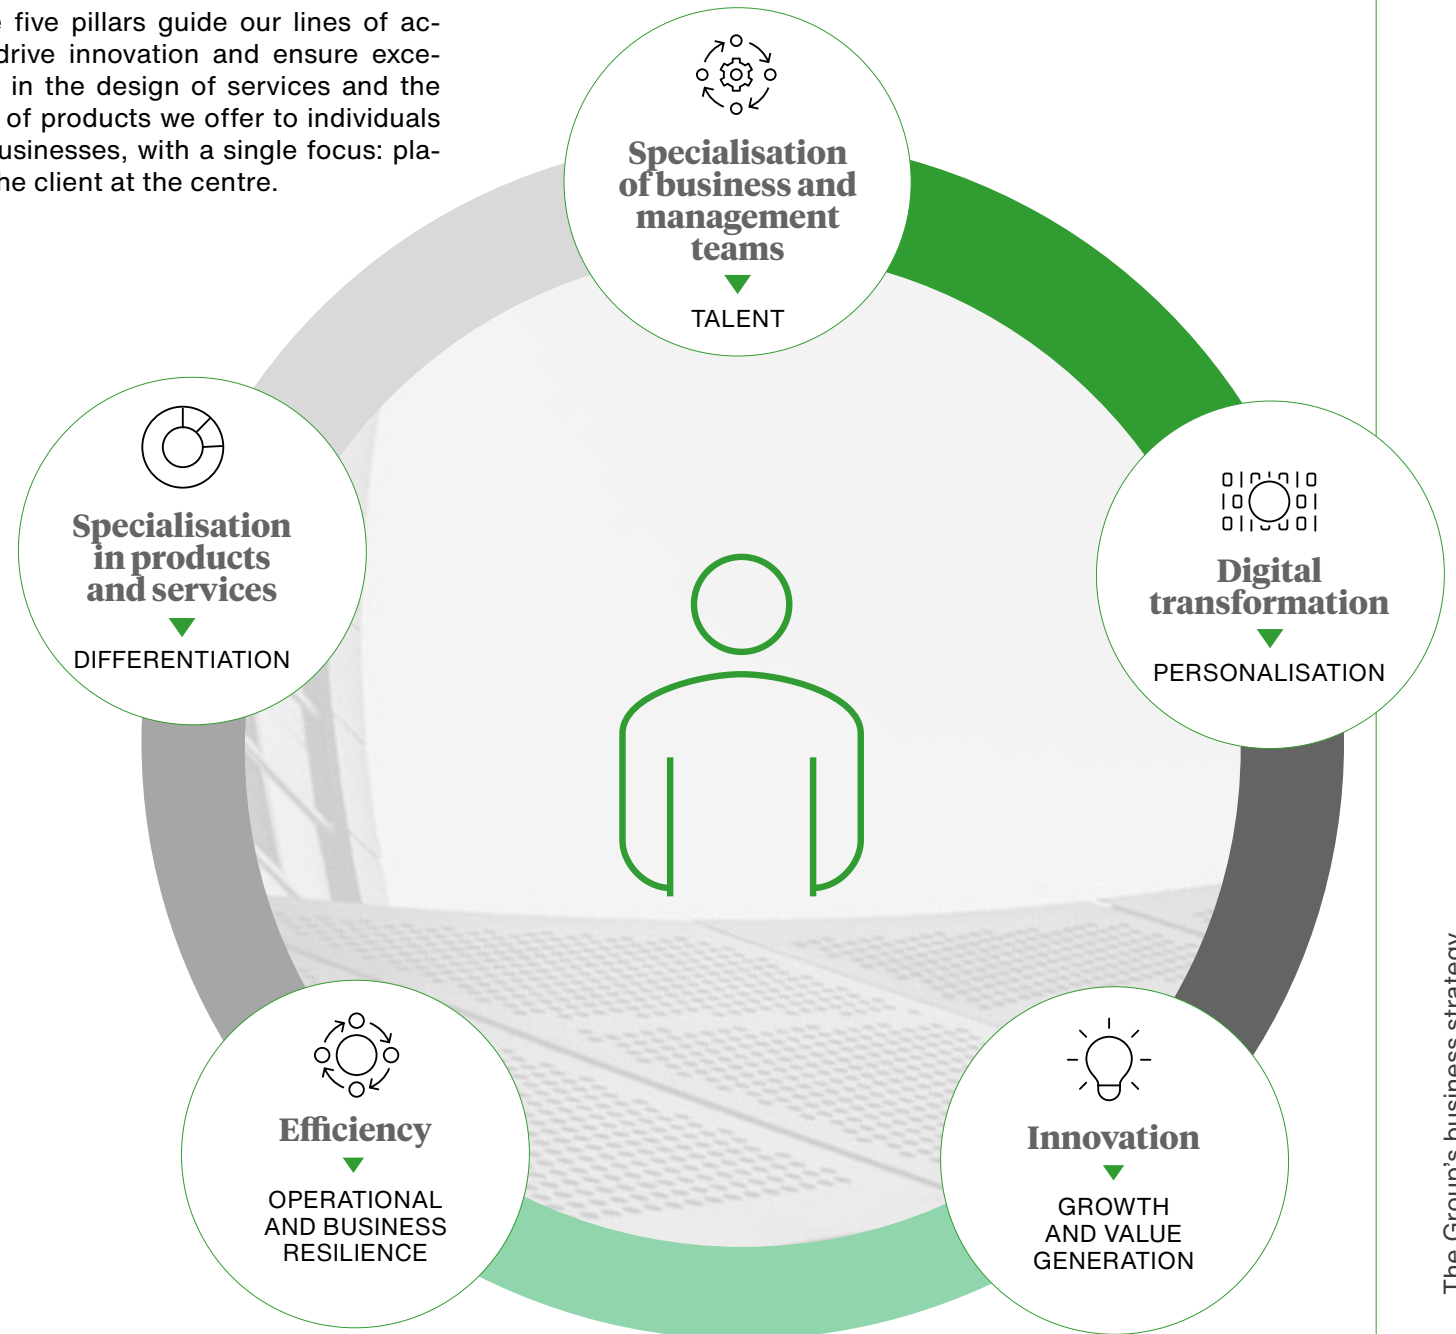 five pillars guide our lines of ac-
drive innovation and ensure exce-
in the design of services and the
of products we offer to individuals
usinesses, with a single focus: pla-
he client at the centre.
Specialisation
of business and
management
teams
TALENT
Specialisation
in products
and services
DIFFERENTIATION
Digital
transformation
PERSONALISATION
Efficiency
OPERATIONAL
AND BUSINESS
RESILIENCE
Innovation
GROWTH
AND VALUE
GENERATION
The Group's business strategy